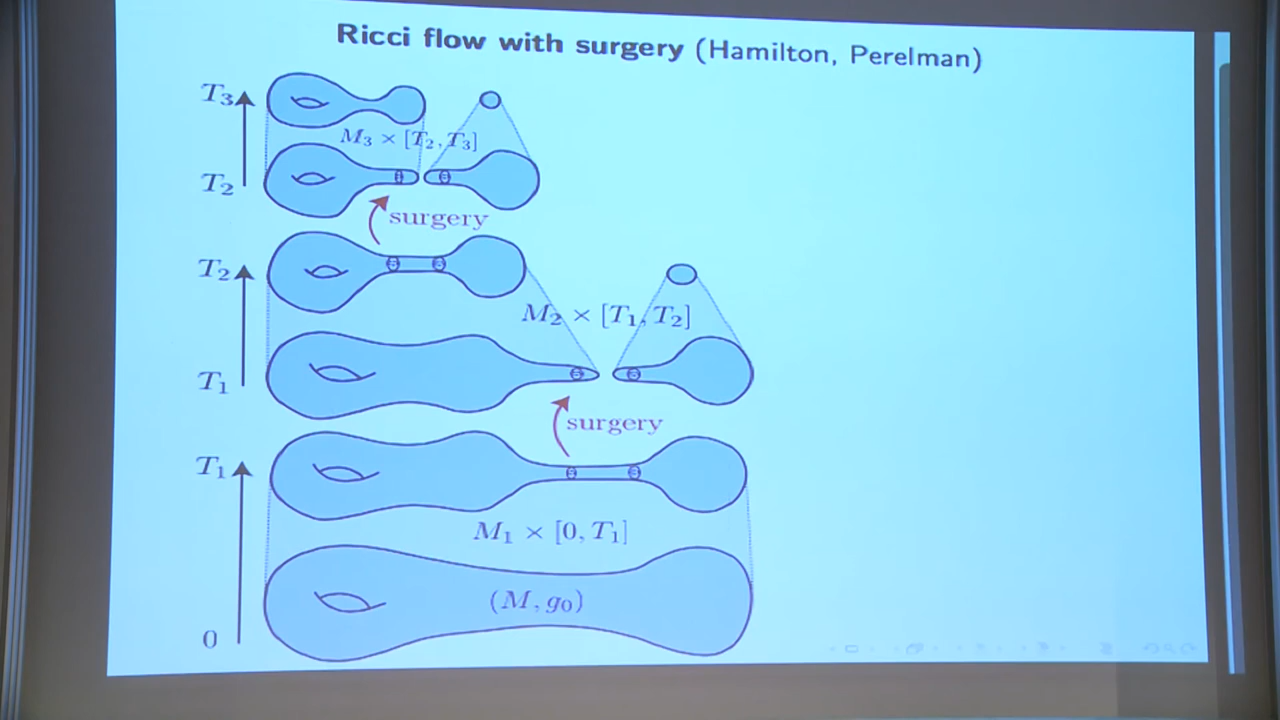 Ricci flow with surgery (Hamilton, Perelman)
T₃
M₃ × [T₂, T₃]
T₂
surgery
T₂
M₂ × [T₁, T₂]
T₁
surgery
T₁
M₁ × [0, T₁]
(M, g₀)
0